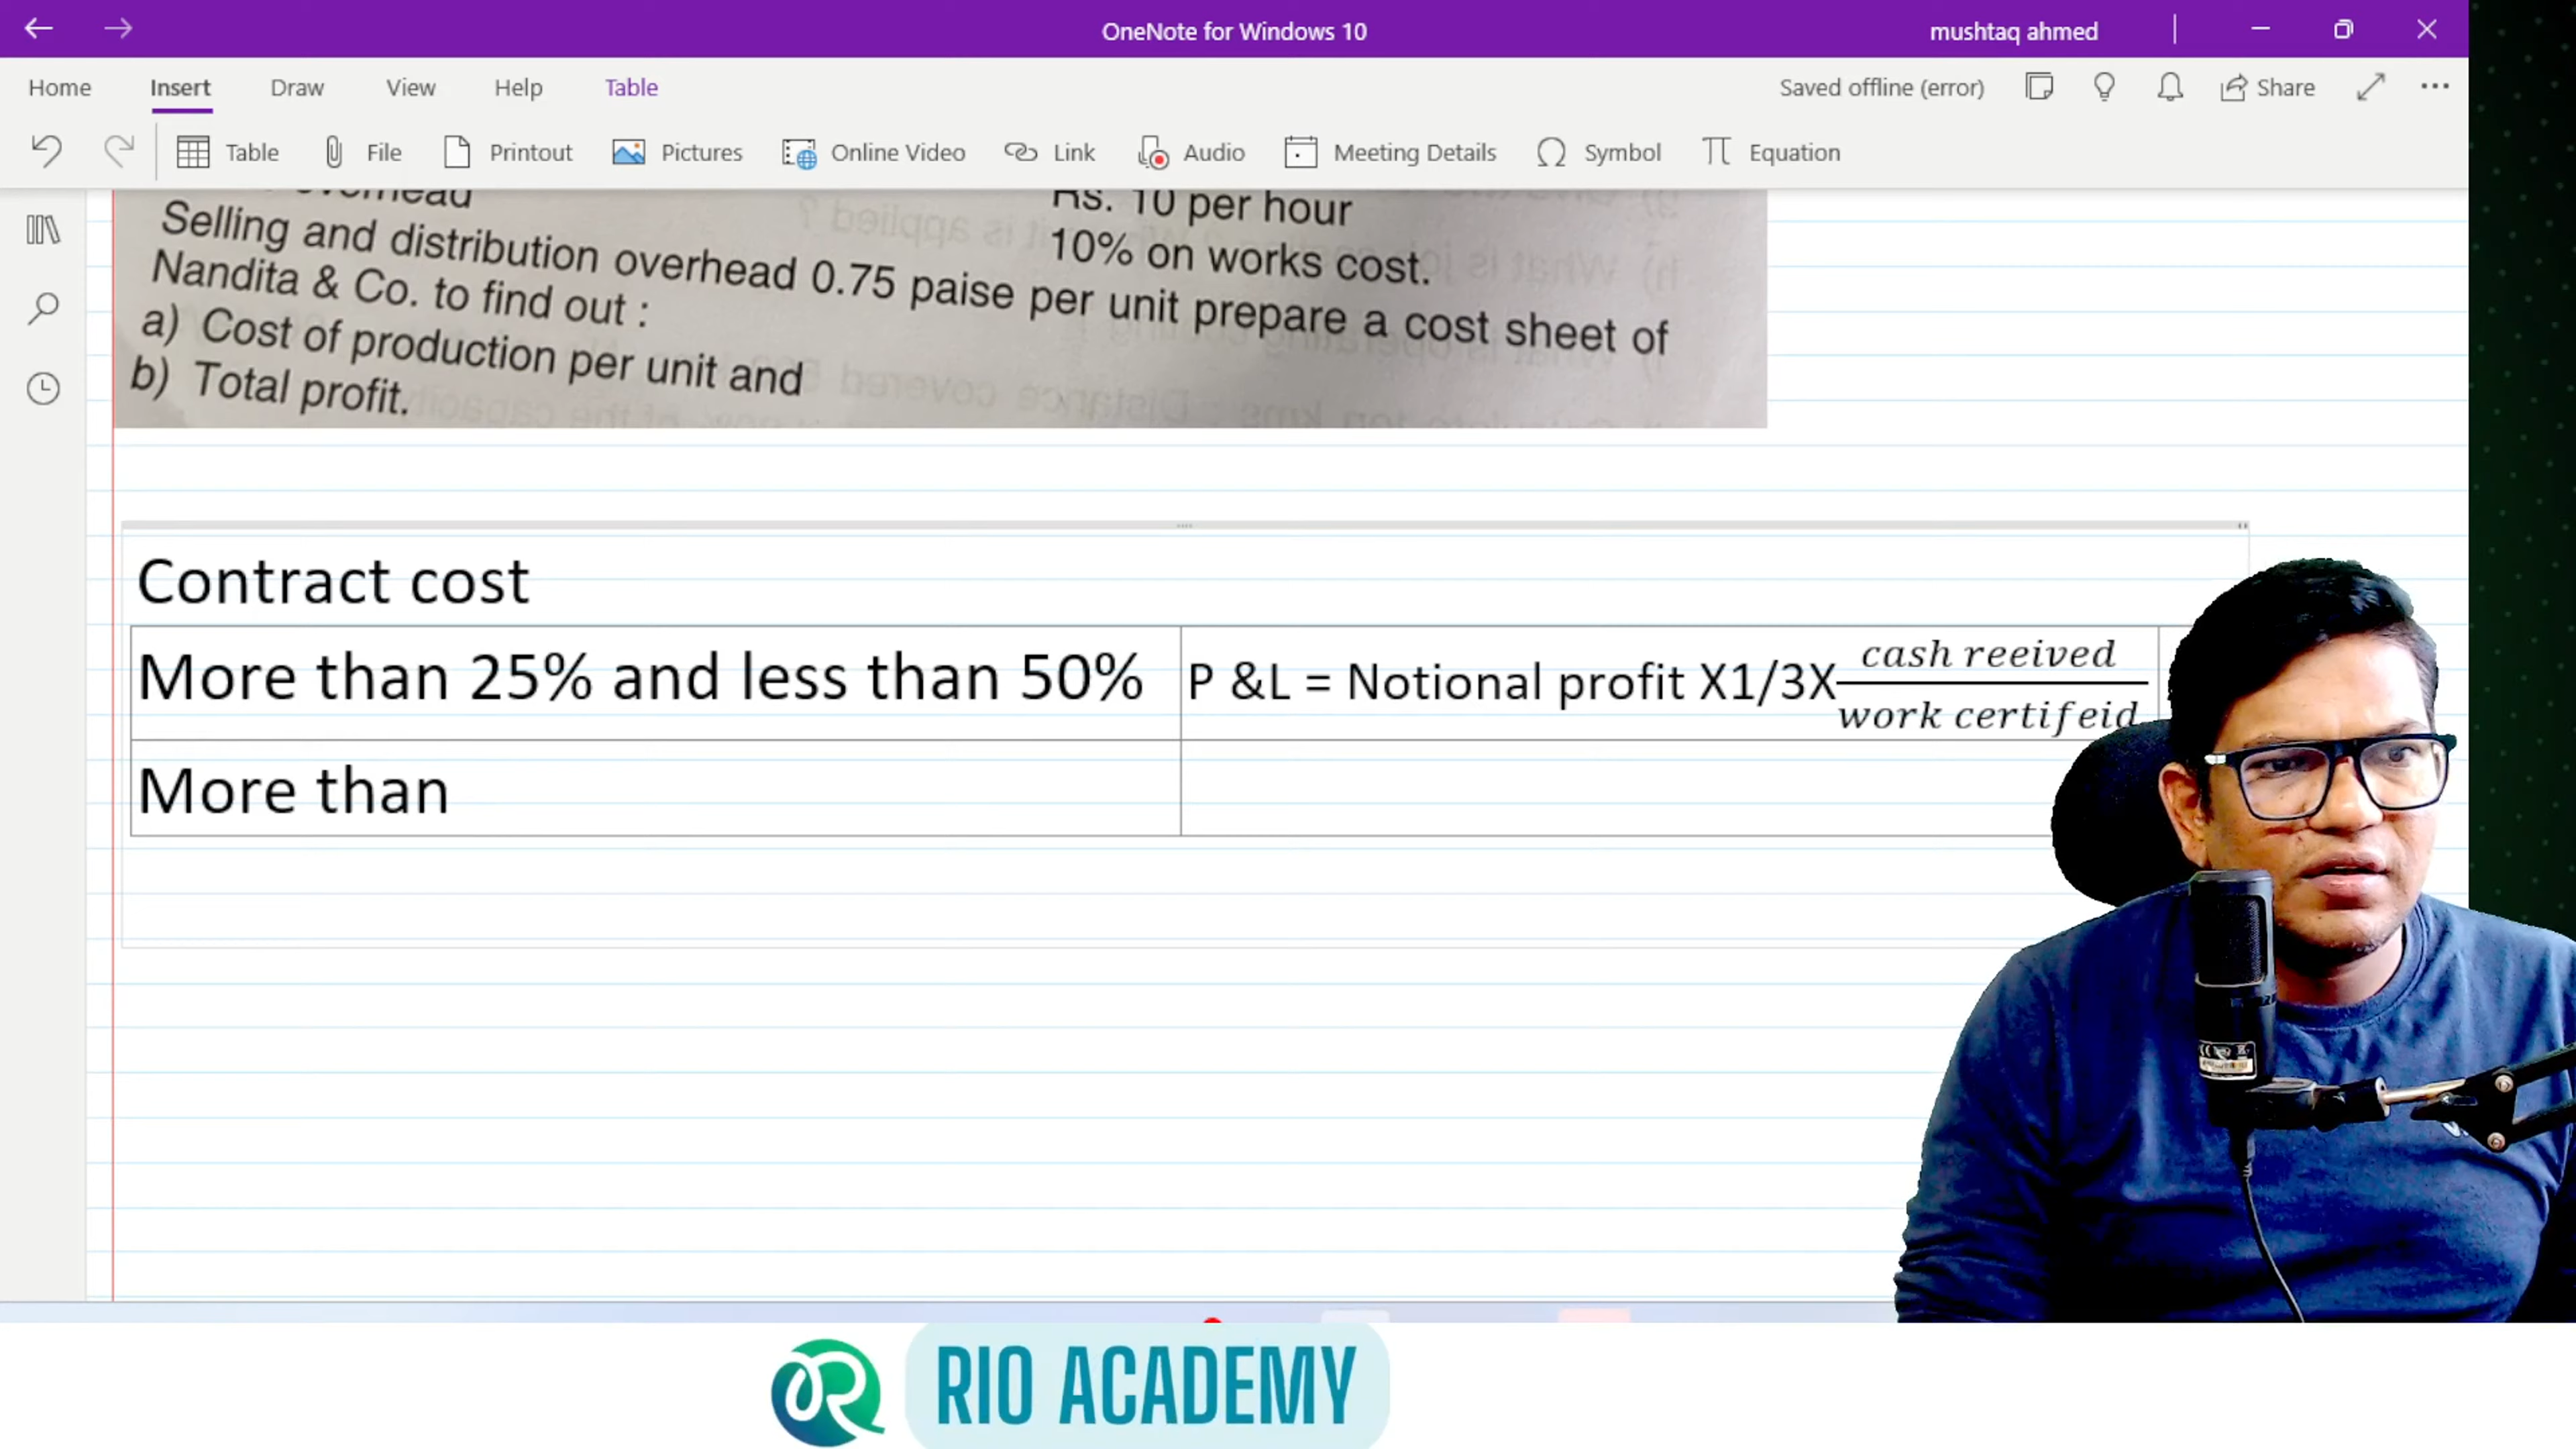 OneNote for Windows 10
mushtaq ahmed
Home Insert Draw View Help Table
Saved offline (error) Share
Table File Printout Pictures Online Video Link Audio Meeting Details Symbol Equation
overhead Rs. 10 per hour
10% on works cost.
Selling and distribution overhead 0.75 paise per unit prepare a cost sheet of
Nandita & Co. to find out :
a) Cost of production per unit and
b) Total profit.
Contract cost
More than 25% and less than 50% P &L = Notional profit X1/3X cash reeived
work certifeid
More than
RIO ACADEMY